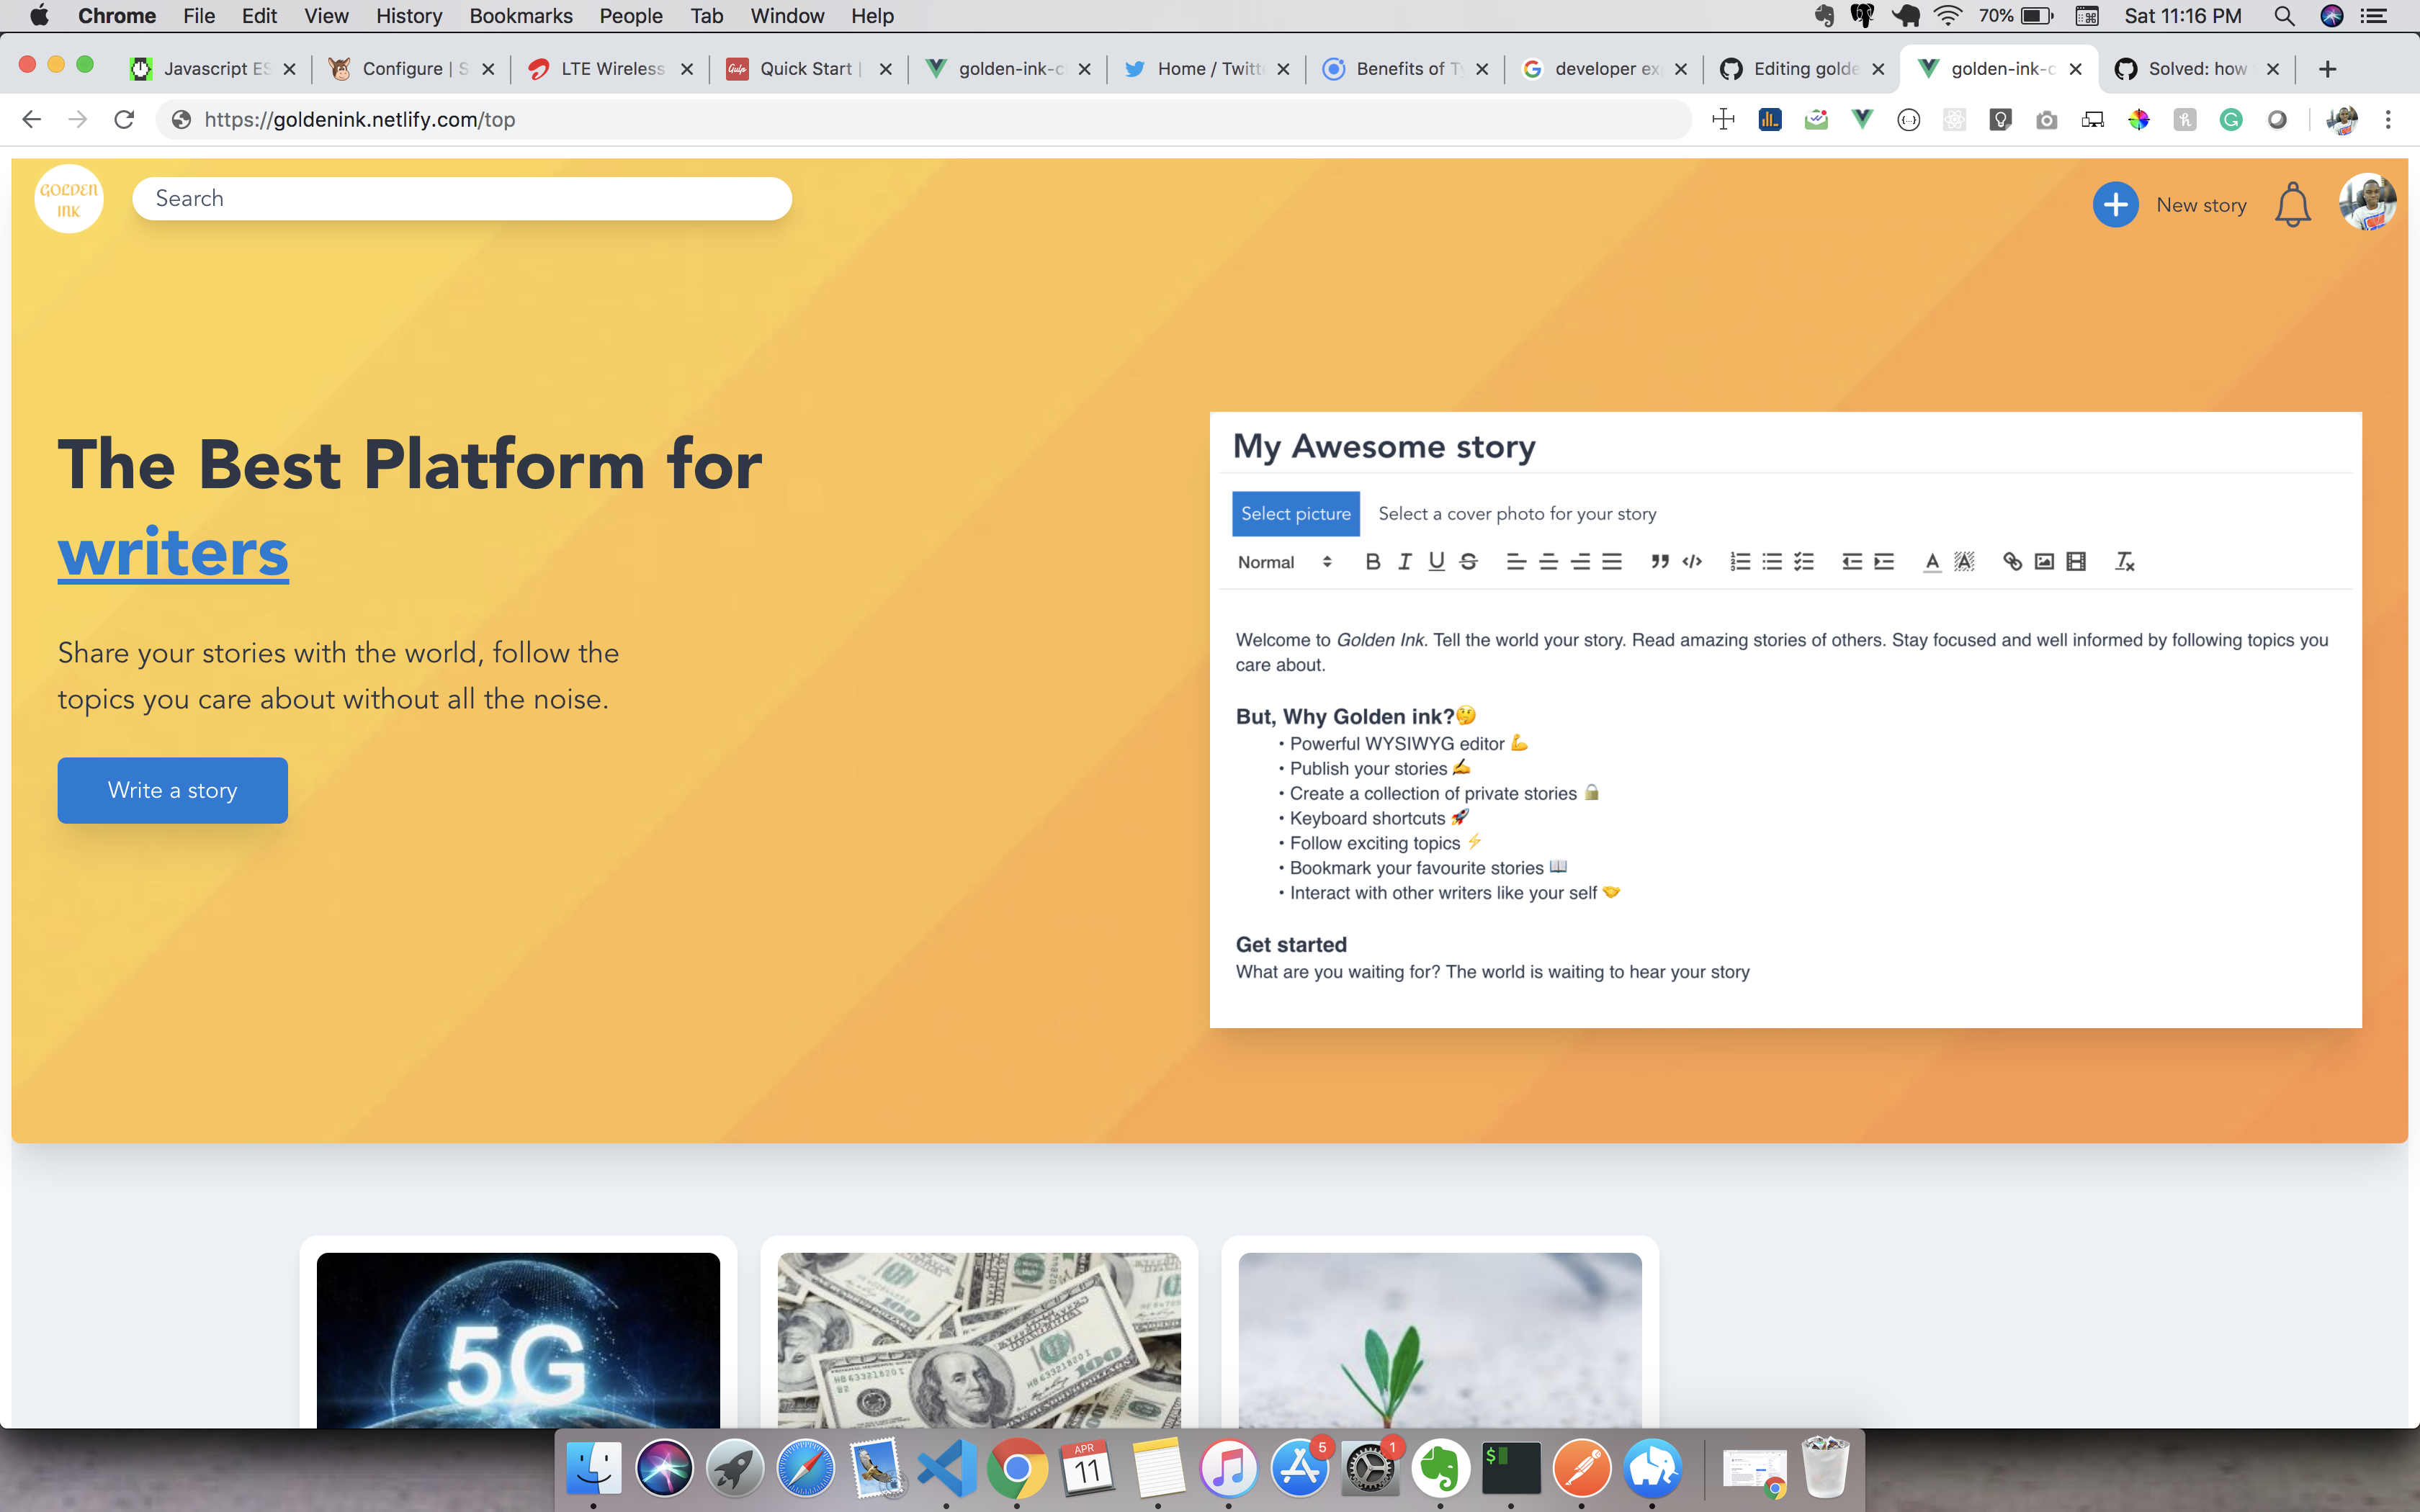 Chrome File Edit View History Bookmarks People Tab Window Help 70% Sat 11:16 PM
Javascript ES Configure | S LTE Wireless Gulp Quick Start | golden-ink-c Home / Twitt Benefits of Ty developer ex Editing golde golden-ink-c Solved: how
https://goldenink.netlify.com/top
GOLDEN
INK
Search
New story
The Best Platform for
writers
Share your stories with the world, follow the
topics you care about without all the noise.
Write a story
My Awesome story
Select picture Select a cover photo for your story
Normal B I U S A A
Welcome to Golden Ink. Tell the world your story. Read amazing stories of others. Stay focused and well informed by following topics you
care about.
But, Why Golden ink?🤔
• Powerful WYSIWYG editor 💪
• Publish your stories ✍️
• Create a collection of private stories 🔒
• Keyboard shortcuts 🚀
• Follow exciting topics ⚡
• Bookmark your favourite stories 📖
• Interact with other writers like your self 🤝
Get started
What are you waiting for? The world is waiting to hear your story
5G
100
HB63321820I
100
APR
11
5
1
$